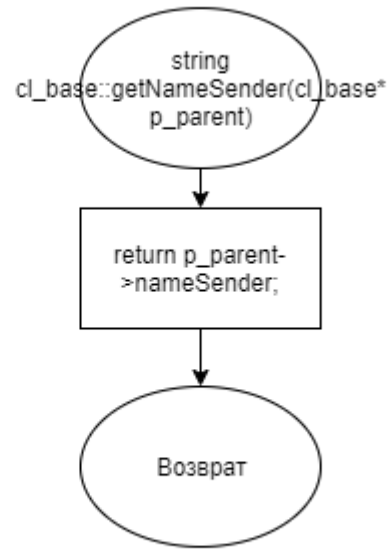 string
cl_base::getNameSender(cl_base*
p_parent)
return p_parent-
>nameSender;
Возврат